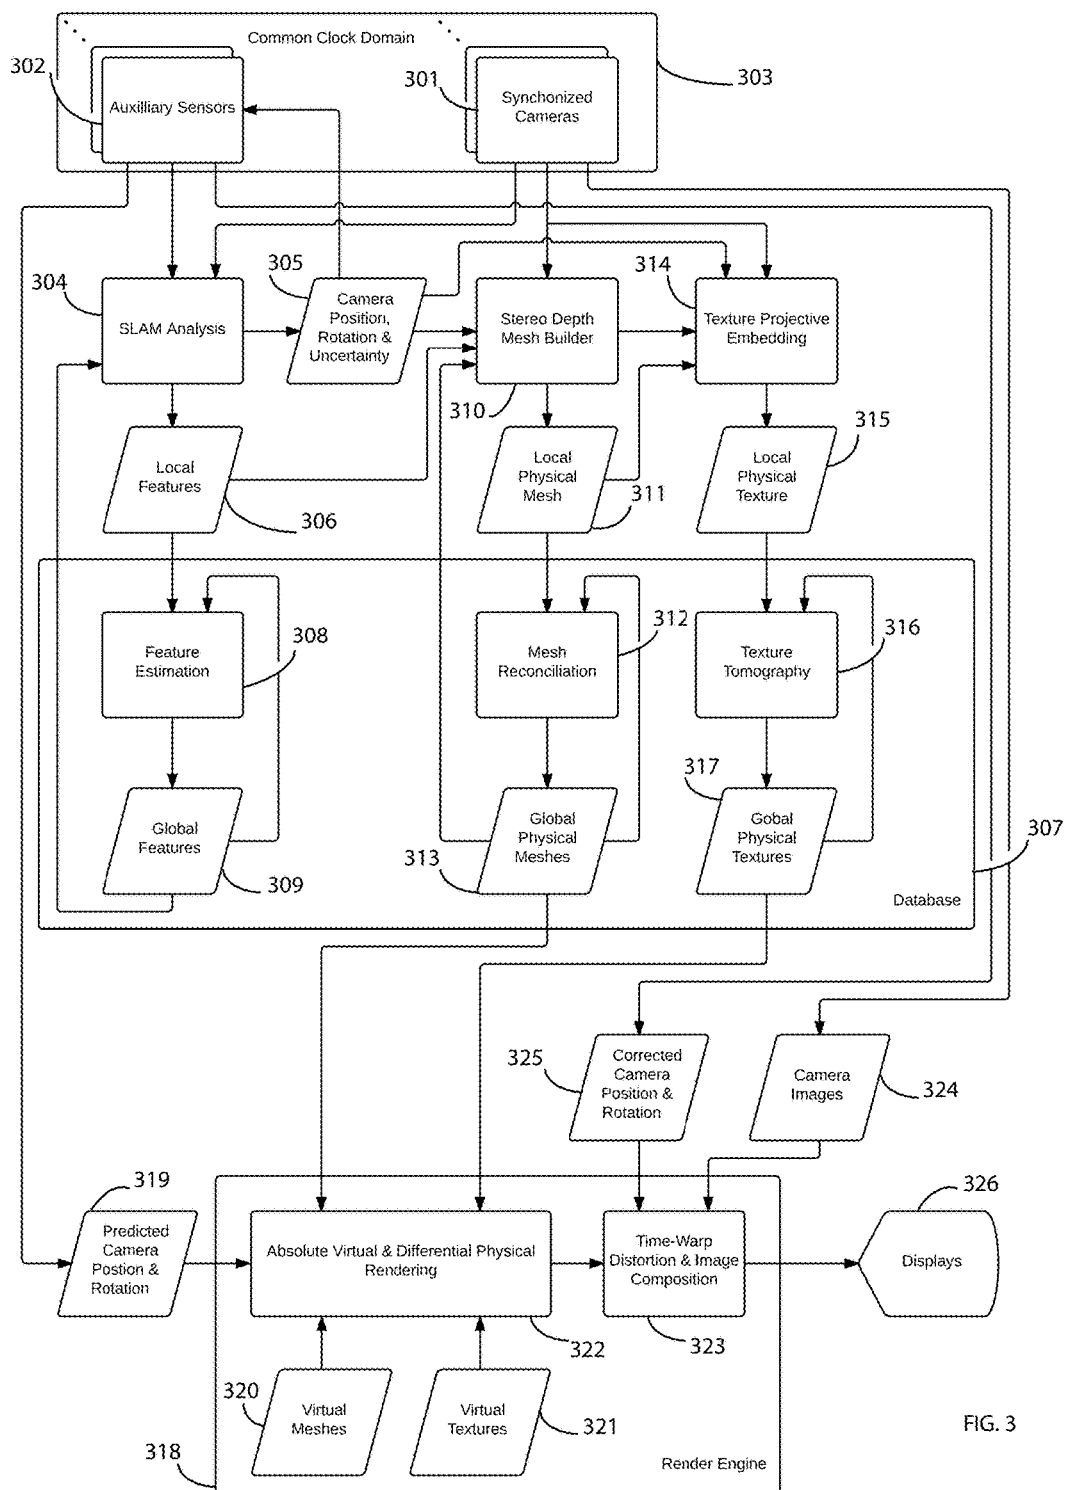 Common Clock Domain
302
301
303
Auxilliary Sensors
Synchonized
Cameras
304
305
314
SLAM Analysis
Camera
Position,
Rotation &
Uncertainty
Stereo Depth
Mesh Builder
Texture Projective
Embedding
310
315
Local
Features
Local
Physical
Mesh
Local
Physical
Texture
306
311
308
312
316
Feature
Estimation
Mesh
Reconciliation
Texture
Tomography
317
Global
Features
Global
Physical
Meshes
Gobal
Physical
Textures
307
313
309
Database
325
Corrected
Camera
Position &
Rotation
Camera
Images
324
319
326
Predicted
Camera
Postion &
Rotation
Absolute Virtual & Differential Physical
Rendering
Time-Warp
Distortion & Image
Composition
Displays
322
323
320
Virtual
Meshes
Virtual
Textures
321
FIG. 3
318
Render Engine